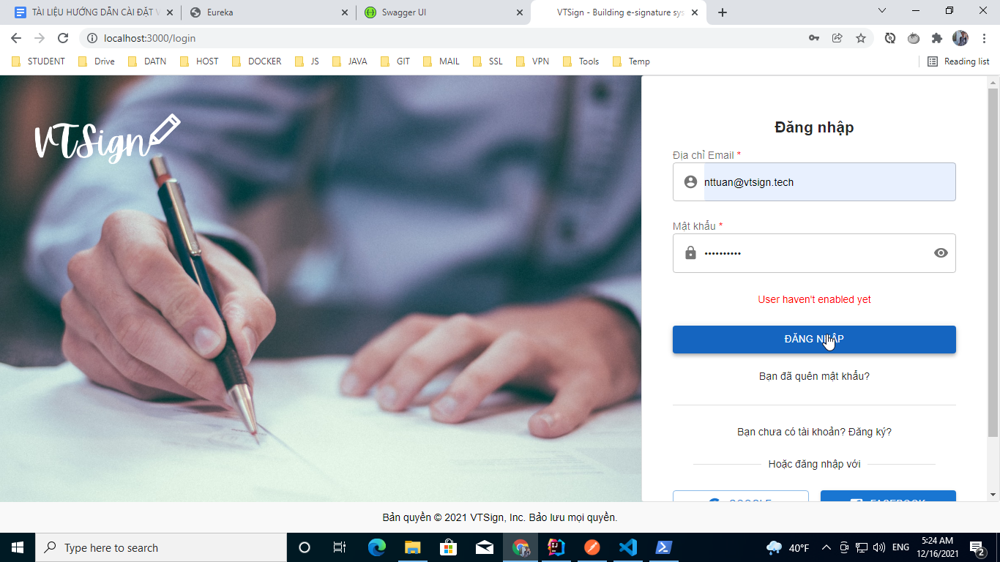 TÀI LIỆU HƯỚNG DẪN CÀI ĐẶT V
Eureka
Swagger UI
VTSign - Building e-signature sys
localhost:3000/login
STUDENT
Drive
DATN
HOST
DOCKER
JS
JAVA
GIT
MAIL
SSL
VPN
Tools
Temp
Reading list
VTSign
Đăng nhập
Địa chỉ Email *
nttuan@vtsign.tech
Mật khẩu *
••••••••••
User haven't enabled yet
ĐĂNG NHẬP
Bạn đã quên mật khẩu?
Bạn chưa có tài khoản? Đăng ký?
Hoặc đăng nhập với
GOOGLE
FACEBOOK
Bản quyền © 2021 VTSign, Inc. Bảo lưu mọi quyền.
Type here to search
40°F
ENG
5:24 AM
12/16/2021
2